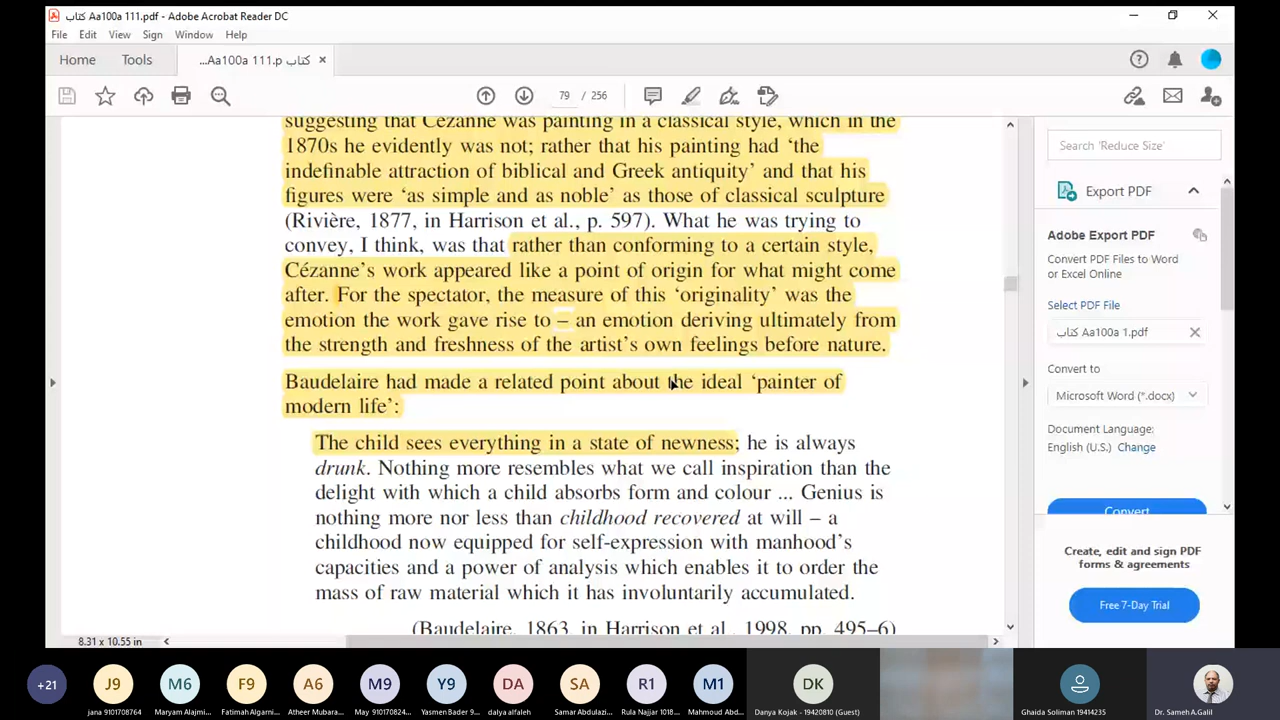 كتاب Aa100a 111.pdf - Adobe Acrobat Reader DC
File Edit View Sign Window Help
Home Tools كتاب Aa100a 111.p... ×
79 / 256
suggesting that Cézanne was painting in a classical style, which in the
1870s he evidently was not; rather that his painting had ‘the
indefinable attraction of biblical and Greek antiquity’ and that his
figures were ‘as simple and as noble’ as those of classical sculpture
(Rivière, 1877, in Harrison et al., p. 597). What he was trying to
convey, I think, was that rather than conforming to a certain style,
Cézanne’s work appeared like a point of origin for what might come
after. For the spectator, the measure of this ‘originality’ was the
emotion the work gave rise to – an emotion deriving ultimately from
the strength and freshness of the artist’s own feelings before nature.
Baudelaire had made a related point about the ideal ‘painter of
modern life’:
The child sees everything in a state of newness; he is always
drunk. Nothing more resembles what we call inspiration than the
delight with which a child absorbs form and colour ... Genius is
nothing more nor less than childhood recovered at will – a
childhood now equipped for self-expression with manhood’s
capacities and a power of analysis which enables it to order the
mass of raw material which it has involuntarily accumulated.
(Baudelaire, 1863, in Harrison et al., 1998, pp. 495–6)
8.31 x 10.55 in
Search 'Reduce Size'
Export PDF
Adobe Export PDF
Convert PDF Files to Word
or Excel Online
Select PDF File
كتاب Aa100a 1.pdf
Convert to
Microsoft Word (*.docx)
Document Language:
English (U.S.) Change
Convert
Create, edit and sign PDF
forms & agreements
Free 7-Day Trial
+21 J9 M6 F9 A6 M9 Y9 DA SA R1 M1 DK
jana 9101708764 Maryam Alajmi... Fatimah Algarni... Atheer Mubara... May 910170824... Yasmen Bader 9... dalya alfaleh Samar Abdulazi... Rula Najjar 1018... Mahmoud Abd... Danya Kojak - 19420810 (Guest) Ghaida Soliman 19414235 Dr. Sameh A.Galil